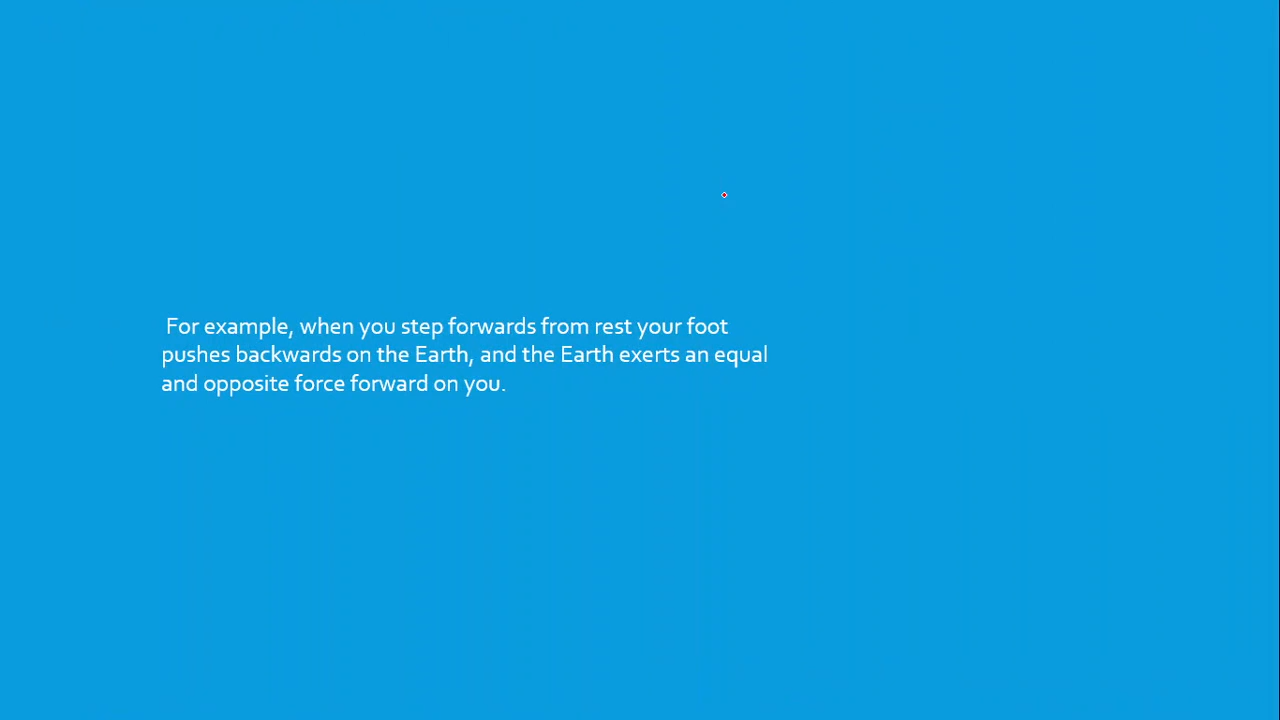 For example, when you step forwards from rest your foot
pushes backwards on the Earth, and the Earth exerts an equal
and opposite force forward on you.